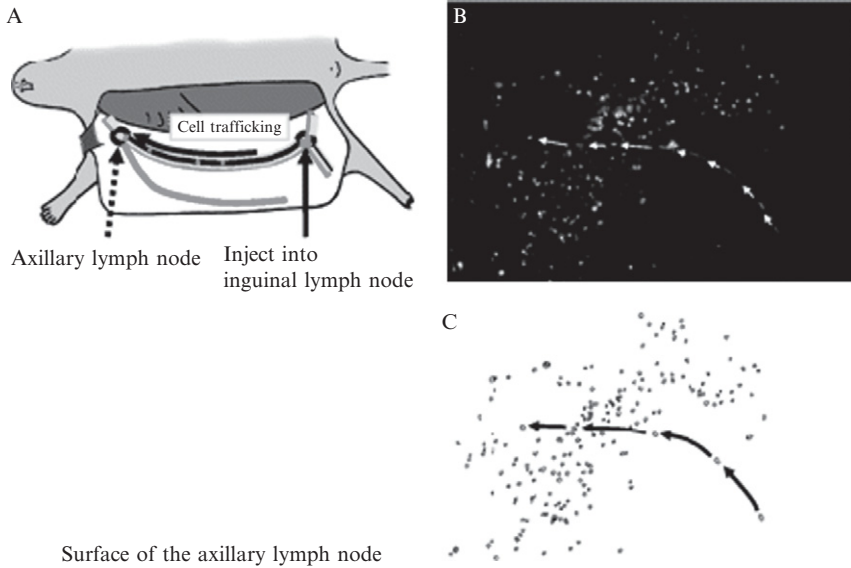 A
B
Cell trafficking
Axillary lymph node
Inject into
inguinal lymph node
C
Surface of the axillary lymph node